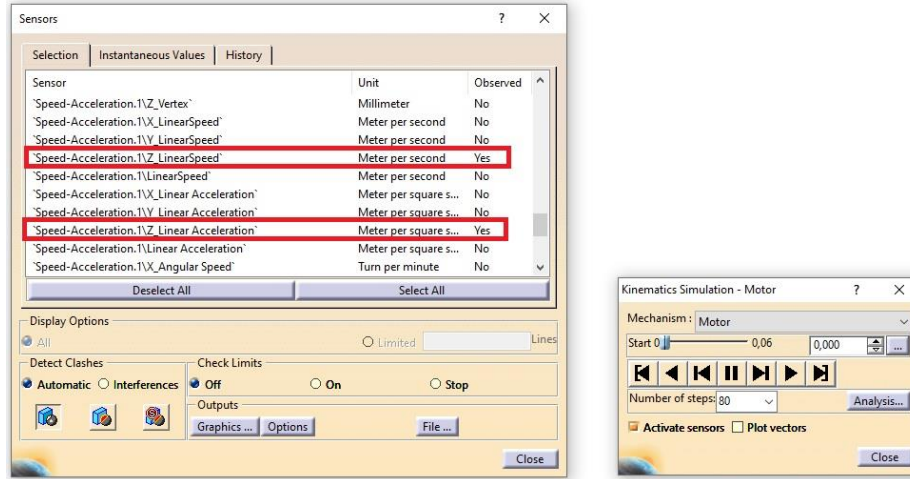 Sensors ? X
Selection Instantaneous Values History
Sensor Unit Observed
`Speed-Acceleration.1\Z_Vertex` Millimeter No
`Speed-Acceleration.1\X_LinearSpeed` Meter per second No
`Speed-Acceleration.1\Y_LinearSpeed` Meter per second No
`Speed-Acceleration.1\Z_LinearSpeed` Meter per second Yes
`Speed-Acceleration.1\LinearSpeed` Meter per second No
`Speed-Acceleration.1\X_Linear Acceleration` Meter per square s... No
`Speed-Acceleration.1\Y_Linear Acceleration` Meter per square s... No
`Speed-Acceleration.1\Z_Linear Acceleration` Meter per square s... Yes
`Speed-Acceleration.1\Linear Acceleration` Meter per square s... No
`Speed-Acceleration.1\X_Angular Speed` Turn per minute No
Deselect All Select All
Display Options
All Limited Lines
Detect Clashes Check Limits
Automatic Interferences Off On Stop
Outputs
Graphics ... Options File ...
Close
Kinematics Simulation - Motor ? X
Mechanism : Motor
Start 0 0,06 0,000 ...
Number of steps: 80 Analysis...
Activate sensors Plot vectors
Close